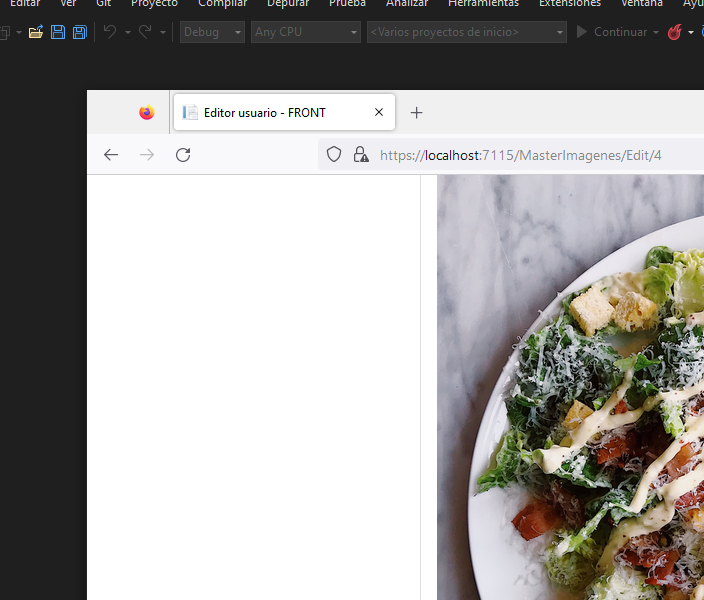 Editar Ver Git Proyecto Compilar Depurar Prueba Analizar Herramientas Extensiones Ventana
Debug Any CPU <Varios proyectos de inicio> Continuar
Editor usuario - FRONT
https://localhost:7115/MasterImagenes/Edit/4